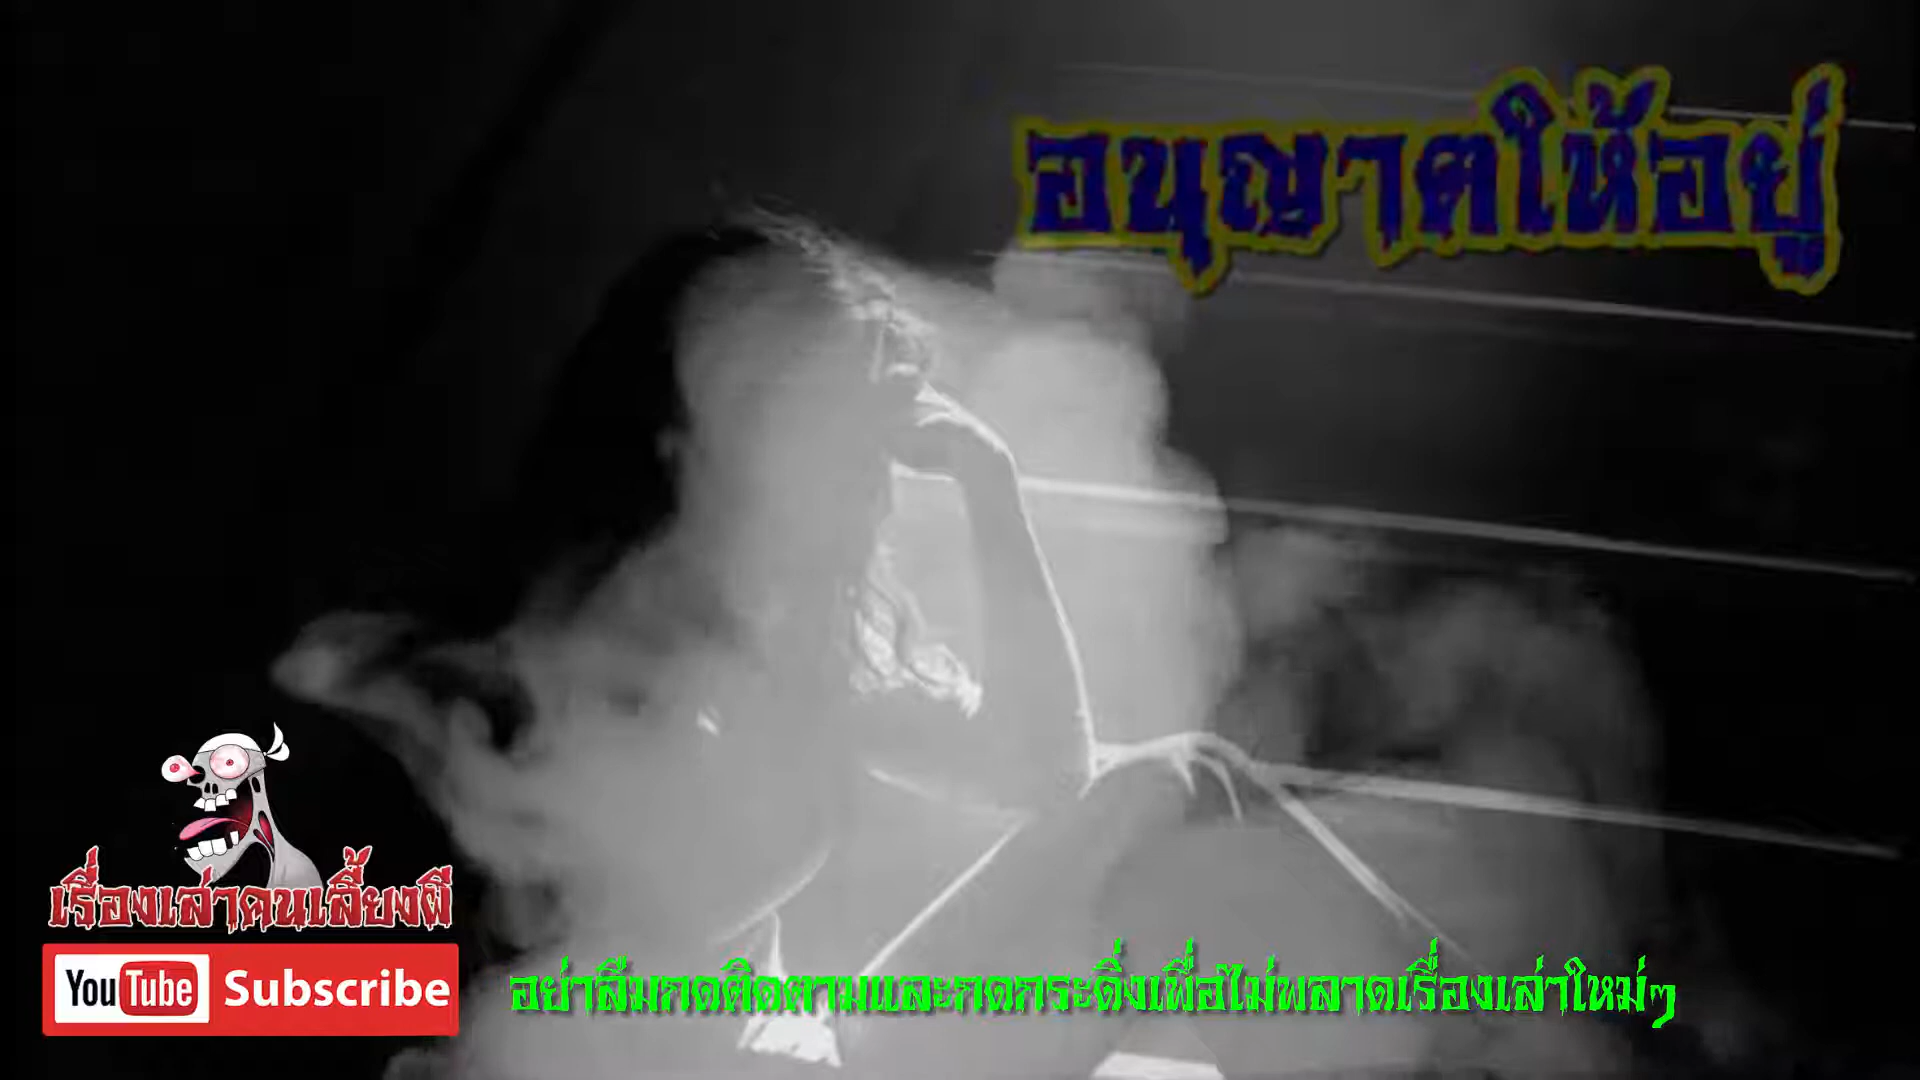 อนุญาตให้อยู่
เรื่องเล่าคนเลี้ยงผี
YouTube Subscribe
อย่าลืมกดติดตามและกดกระดิ่งเพื่อไม่พลาดเรื่องเล่าใหม่ๆ